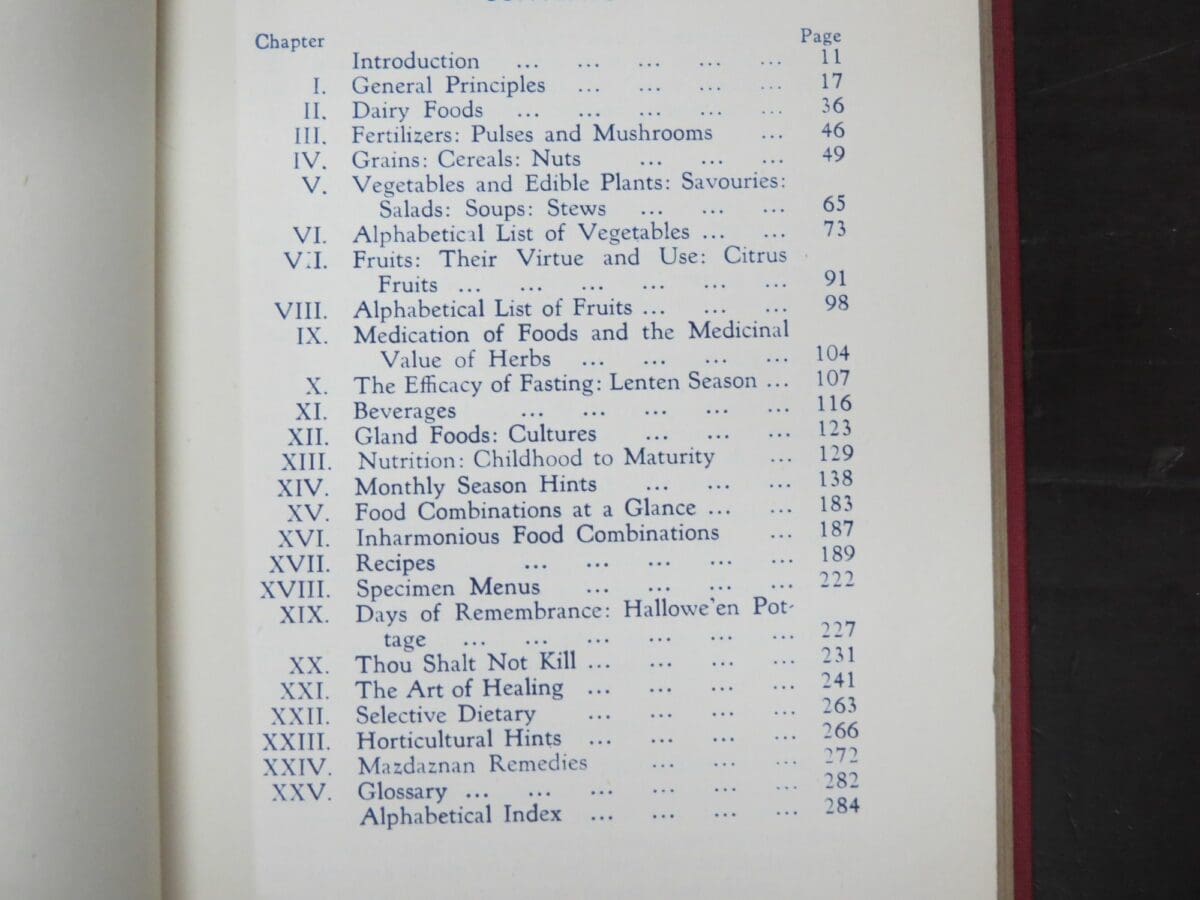 Chapter Page
Introduction ... ... ... ... ... 11
I. General Principles ... ... ... ... 17
II. Dairy Foods ... ... ... ... ... 36
III. Fertilizers: Pulses and Mushrooms ... 46
IV. Grains: Cereals: Nuts ... ... ... 49
V. Vegetables and Edible Plants: Savouries:
Salads: Soups: Stews ... ... ... 65
VI. Alphabetical List of Vegetables ... ... 73
VII. Fruits: Their Virtue and Use: Citrus
Fruits ... ... ... ... ... ... 91
VIII. Alphabetical List of Fruits ... ... ... 98
IX. Medication of Foods and the Medicinal
Value of Herbs ... ... ... ... 104
X. The Efficacy of Fasting: Lenten Season ... 107
XI. Beverages ... ... ... ... ... 116
XII. Gland Foods: Cultures ... ... ... 123
XIII. Nutrition: Childhood to Maturity ... 129
XIV. Monthly Season Hints ... ... ... 138
XV. Food Combinations at a Glance ... ... 183
XVI. Inharmonious Food Combinations ... 187
XVII. Recipes ... ... ... ... ... 189
XVIII. Specimen Menus ... ... ... ... 222
XIX. Days of Remembrance: Hallowe'en Pot-
tage ... ... ... ... ... ... 227
XX. Thou Shalt Not Kill ... ... ... ... 231
XXI. The Art of Healing ... ... ... ... 241
XXII. Selective Dietary ... ... ... ... 263
XXIII. Horticultural Hints ... ... ... ... 266
XXIV. Mazdaznan Remedies ... ... ... 272
XXV. Glossary ... ... ... ... ... ... 282
Alphabetical Index ... ... ... ... 284